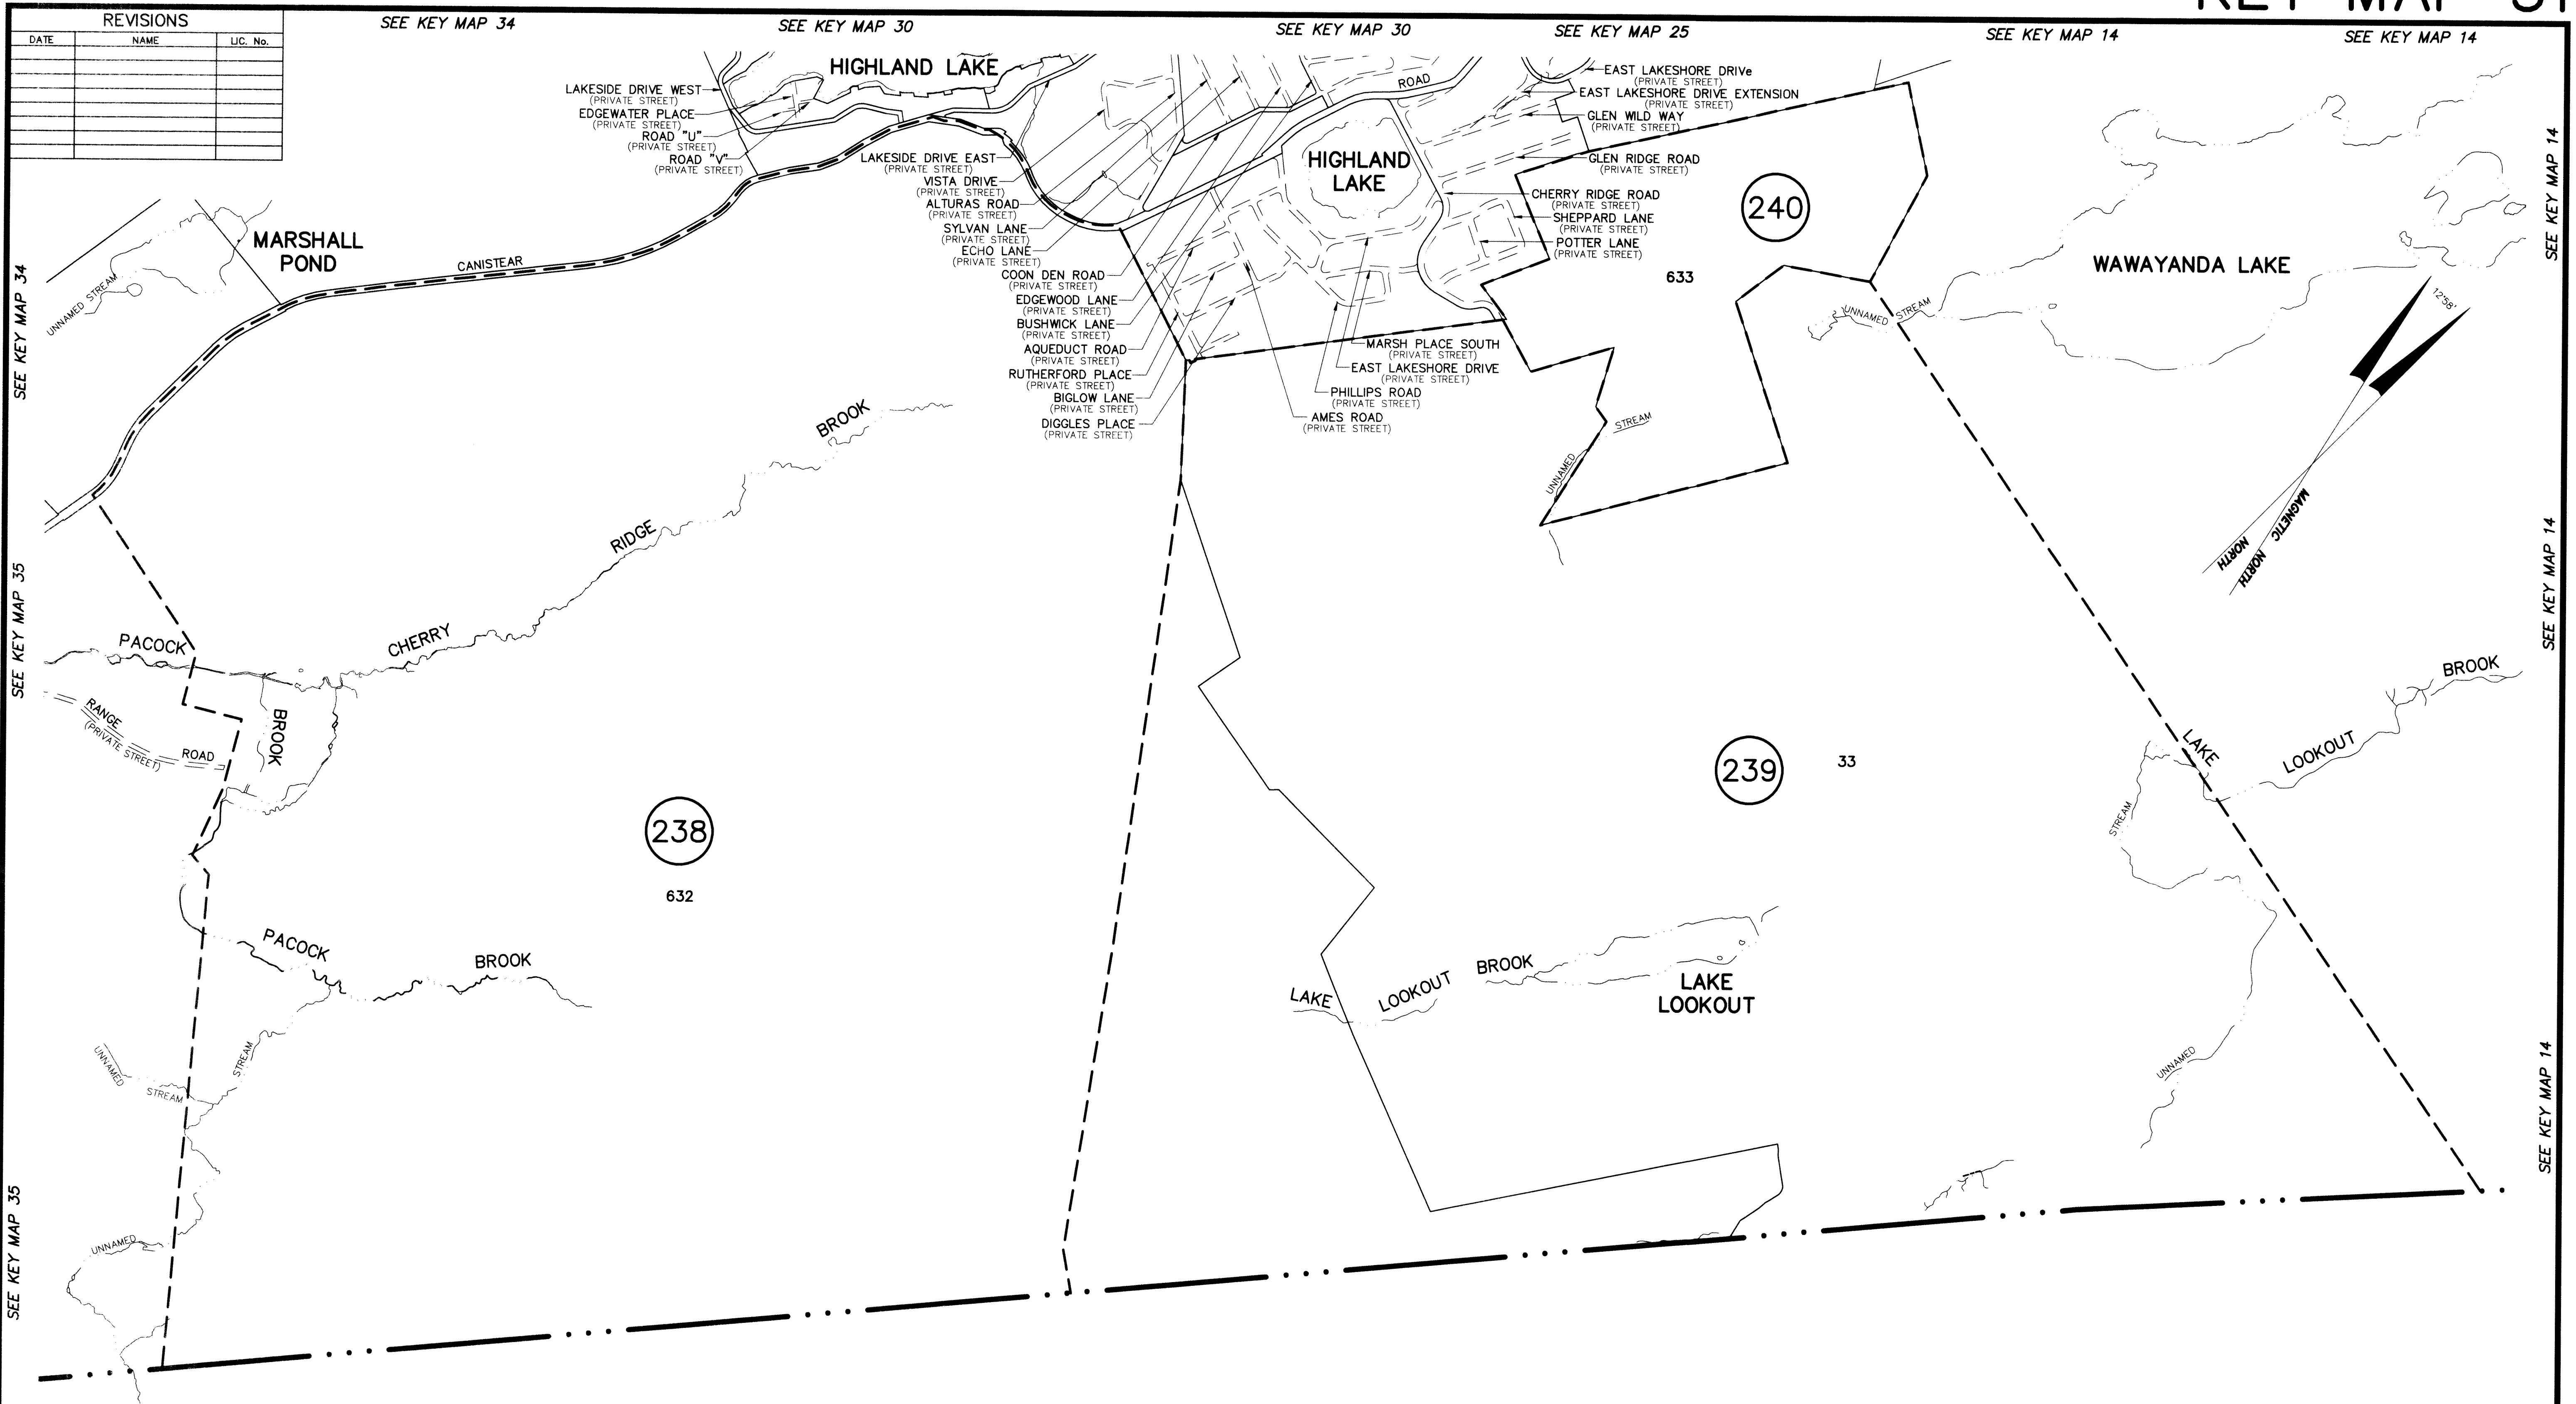 KEY MAP
REVISIONS
DATE NAME LIC. No.
SEE KEY MAP 34
SEE KEY MAP 30
SEE KEY MAP 30
SEE KEY MAP 25
SEE KEY MAP 14
SEE KEY MAP 14
HIGHLAND LAKE
LAKESIDE DRIVE WEST
(PRIVATE STREET)
EDGEWATER PLACE
(PRIVATE STREET)
ROAD "U"
(PRIVATE STREET)
ROAD "V"
(PRIVATE STREET)
LAKESIDE DRIVE EAST
(PRIVATE STREET)
VISTA DRIVE
(PRIVATE STREET)
ALTURAS ROAD
(PRIVATE STREET)
SYLVAN LANE
(PRIVATE STREET)
ECHO LANE
(PRIVATE STREET)
COON DEN ROAD
(PRIVATE STREET)
EDGEWOOD LANE
(PRIVATE STREET)
BUSHWICK LANE
(PRIVATE STREET)
AQUEDUCT ROAD
(PRIVATE STREET)
RUTHERFORD PLACE
(PRIVATE STREET)
BIGLOW LANE
(PRIVATE STREET)
DIGGLES PLACE
(PRIVATE STREET)
ROAD
HIGHLAND
LAKE
EAST LAKESHORE DRIVe
(PRIVATE STREET)
EAST LAKESHORE DRIVE EXTENSION
(PRIVATE STREET)
GLEN WILD WAY
(PRIVATE STREET)
GLEN RIDGE ROAD
(PRIVATE STREET)
CHERRY RIDGE ROAD
(PRIVATE STREET)
SHEPPARD LANE
(PRIVATE STREET)
POTTER LANE
(PRIVATE STREET)
MARSH PLACE SOUTH
(PRIVATE STREET)
EAST LAKESHORE DRIVE
(PRIVATE STREET)
PHILLIPS ROAD
(PRIVATE STREET)
AMES ROAD
(PRIVATE STREET)
240
633
WAWAYANDA LAKE
UNNAMED STREAM
12°58'
MAGNETIC NORTH
NORTH
SEE KEY MAP 14
SEE KEY MAP 14
SEE KEY MAP 14
SEE KEY MAP 34
SEE KEY MAP 35
SEE KEY MAP 35
MARSHALL
POND
UNNAMED STREAM
CANISTEAR
UNNAMED STREAM
CHERRY RIDGE BROOK
PACOCK BROOK
RANGE ROAD
(PRIVATE STREET)
238
632
239
33
LAKE LOOKOUT BROOK
STREAM
UNNAMED
PACOCK BROOK
LAKE LOOKOUT BROOK
LAKE
LOOKOUT
UNNAMED STREAM
STREAM
UNNAMED